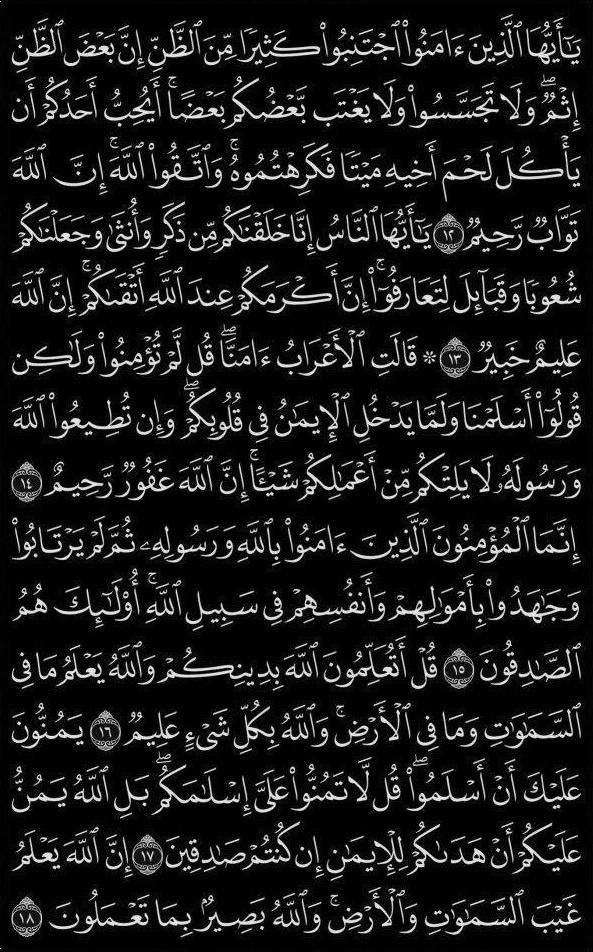 يَـٰٓأَيُّهَا ٱلَّذِينَ ءَامَنُوا۟ ٱجْتَنِبُوا۟ كَثِيرًا مِّنَ ٱلظَّنِّ إِنَّ بَعْضَ ٱلظَّنِّ
إِثْمٌ ۖ وَلَا تَجَسَّسُوا۟ وَلَا يَغْتَب بَّعْضُكُم بَعْضًا ۚ أَيُحِبُّ أَحَدُكُمْ أَن
يَأْكُلَ لَحْمَ أَخِيهِ مَيْتًا فَكَرِهْتُمُوهُ ۚ وَٱتَّقُوا۟ ٱللَّهَ ۚ إِنَّ ٱللَّهَ
تَوَّابٌ رَّحِيمٌ ١٢ يَـٰٓأَيُّهَا ٱلنَّاسُ إِنَّا خَلَقْنَـٰكُم مِّن ذَكَرٍ وَأُنثَىٰ وَجَعَلْنَـٰكُمْ
شُعُوبًا وَقَبَآئِلَ لِتَعَارَفُوٓا۟ ۚ إِنَّ أَكْرَمَكُمْ عِندَ ٱللَّهِ أَتْقَىٰكُمْ ۚ إِنَّ ٱللَّهَ
عَلِيمٌ خَبِيرٌ ١٣ ۞ قَالَتِ ٱلْأَعْرَابُ ءَامَنَّا ۖ قُل لَّمْ تُؤْمِنُوا۟ وَلَـٰكِن
قُولُوٓا۟ أَسْلَمْنَا وَلَمَّا يَدْخُلِ ٱلْإِيمَـٰنُ فِى قُلُوبِكُمْ ۖ وَإِن تُطِيعُوا۟ ٱللَّهَ
وَرَسُولَهُۥ لَا يَلِتْكُم مِّنْ أَعْمَـٰلِكُمْ شَيْـًٔا ۚ إِنَّ ٱللَّهَ غَفُورٌ رَّحِيمٌ ١٤
إِنَّمَا ٱلْمُؤْمِنُونَ ٱلَّذِينَ ءَامَنُوا۟ بِٱللَّهِ وَرَسُولِهِۦ ثُمَّ لَمْ يَرْتَابُوا۟
وَجَـٰهَدُوا۟ بِأَمْوَٰلِهِمْ وَأَنفُسِهِمْ فِى سَبِيلِ ٱللَّهِ ۚ أُو۟لَـٰٓئِكَ هُمُ
ٱلصَّـٰدِقُونَ ١٥ قُلْ أَتُعَلِّمُونَ ٱللَّهَ بِدِينِكُمْ وَٱللَّهُ يَعْلَمُ مَا فِى
ٱلسَّمَـٰوَٰتِ وَمَا فِى ٱلْأَرْضِ ۚ وَٱللَّهُ بِكُلِّ شَىْءٍ عَلِيمٌ ١٦ يَمُنُّونَ
عَلَيْكَ أَنْ أَسْلَمُوا۟ ۖ قُل لَّا تَمُنُّوا۟ عَلَىَّ إِسْلَـٰمَكُم ۖ بَلِ ٱللَّهُ يَمُنُّ
عَلَيْكُمْ أَنْ هَدَىٰكُمْ لِلْإِيمَـٰنِ إِن كُنتُمْ صَـٰدِقِينَ ١٧ إِنَّ ٱللَّهَ يَعْلَمُ
غَيْبَ ٱلسَّمَـٰوَٰتِ وَٱلْأَرْضِ ۚ وَٱللَّهُ بَصِيرٌۢ بِمَا تَعْمَلُونَ ١٨